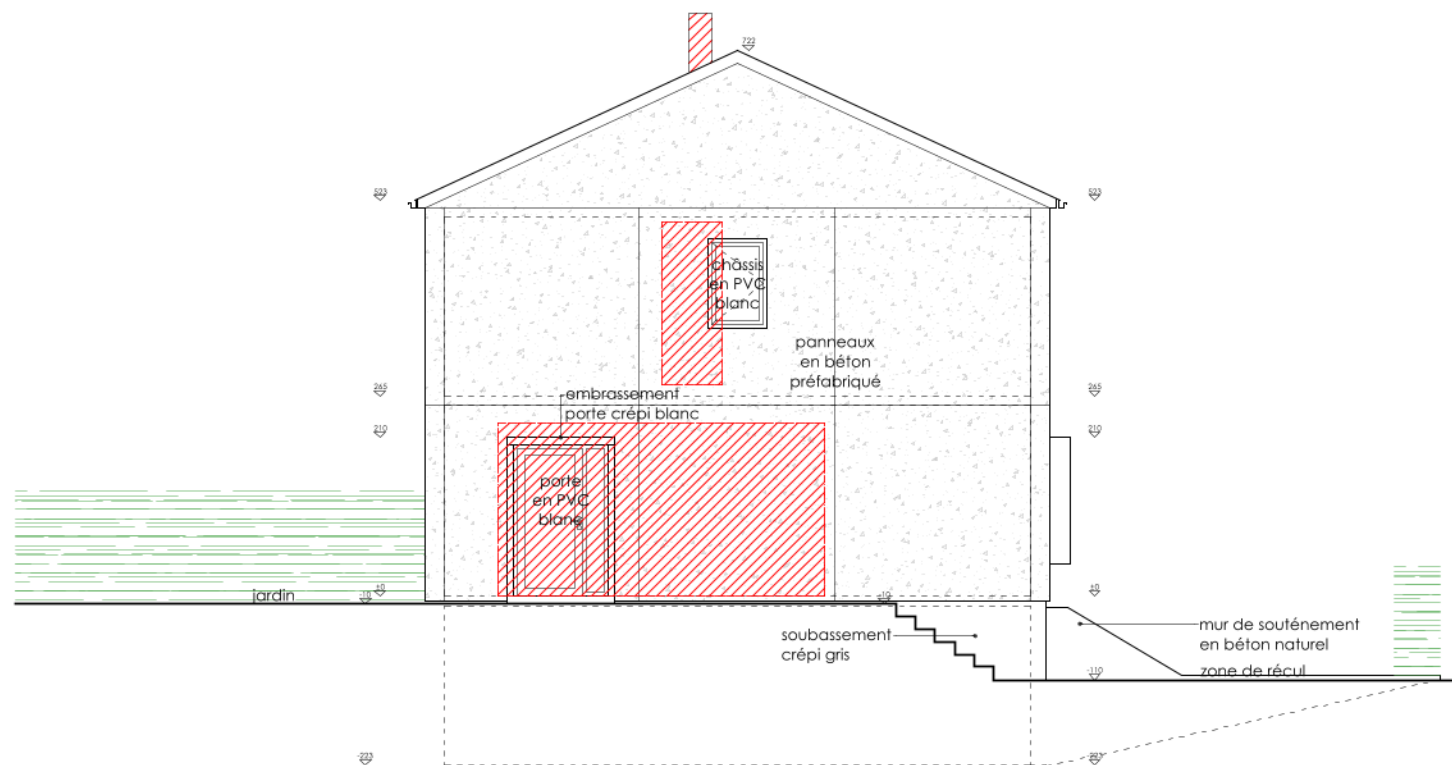 722
523
523
châssis
en PVC
blanc
panneaux
en béton
préfabriqué
265
265
embrassement
porte crépi blanc
210
210
porte
en PVC
blanc
jardin
±0
-10
-10
±0
soubassement
crépi gris
mur de souténement
en béton naturel
zone de récul
-110
-223
-223